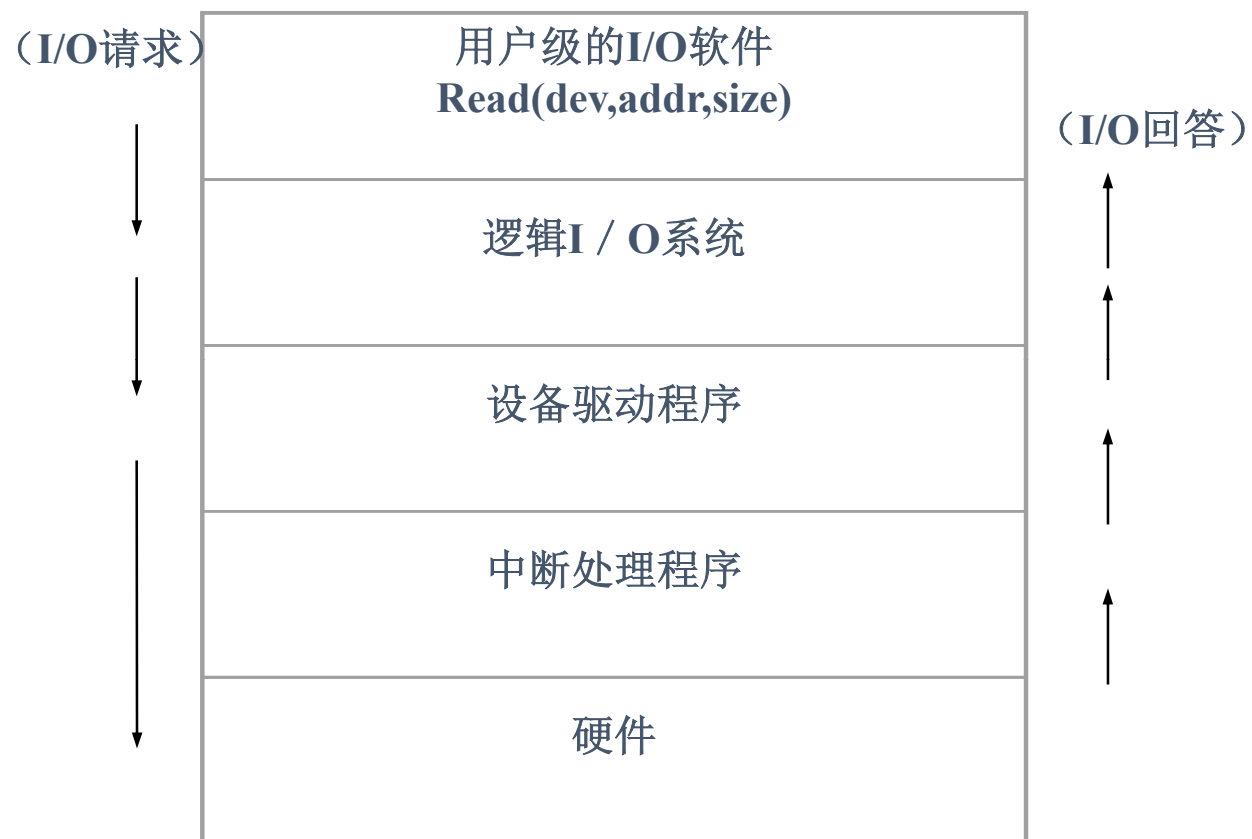 （I/O请求）
用户级的I/O软件
Read(dev,addr,size)
（I/O回答）
逻辑I／O系统
设备驱动程序
中断处理程序
硬件